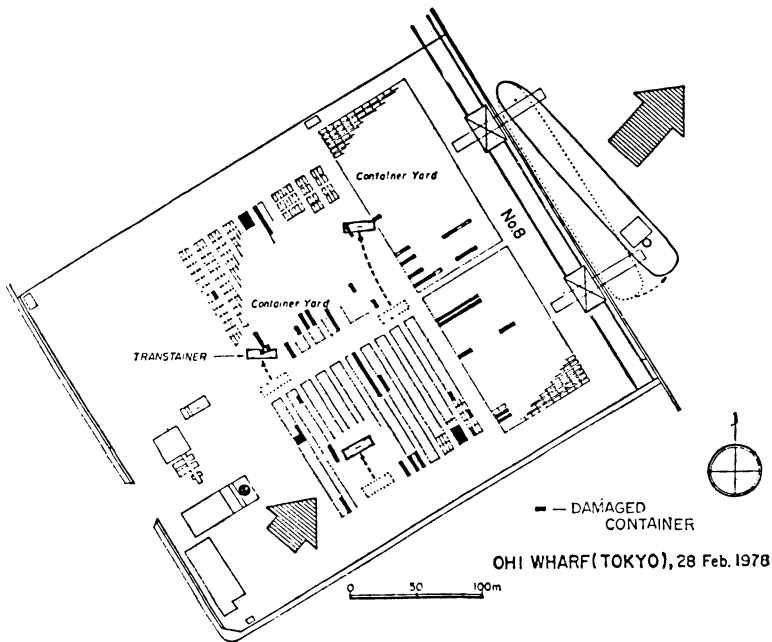 Container Yard
No.8
Container Yard
TRANSTAINER
– DAMAGED
CONTAINER
OHI WHARF(TOKYO), 28 Feb. 1978
0 50 100m